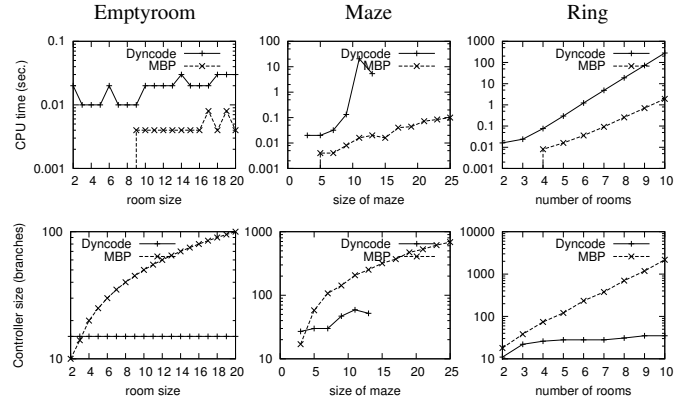 Emptyroom Maze Ring
0.1
0.01
0.001
CPU time (sec.)
Dyncode
MBP
2 4 6 8 10 12 14 16 18 20
room size
100
10
1
0.1
0.01
0.001
Dyncode
MBP
0 5 10 15 20 25
size of maze
1000
100
10
1
0.1
0.01
0.001
Dyncode
MBP
2 3 4 5 6 7 8 9 10
number of rooms
100
10
Controller size (branches)
Dyncode
MBP
2 4 6 8 10 12 14 16 18 20
room size
1000
100
10
Dyncode
MBP
0 5 10 15 20 25
size of maze
10000
1000
100
10
Dyncode
MBP
2 3 4 5 6 7 8 9 10
number of rooms